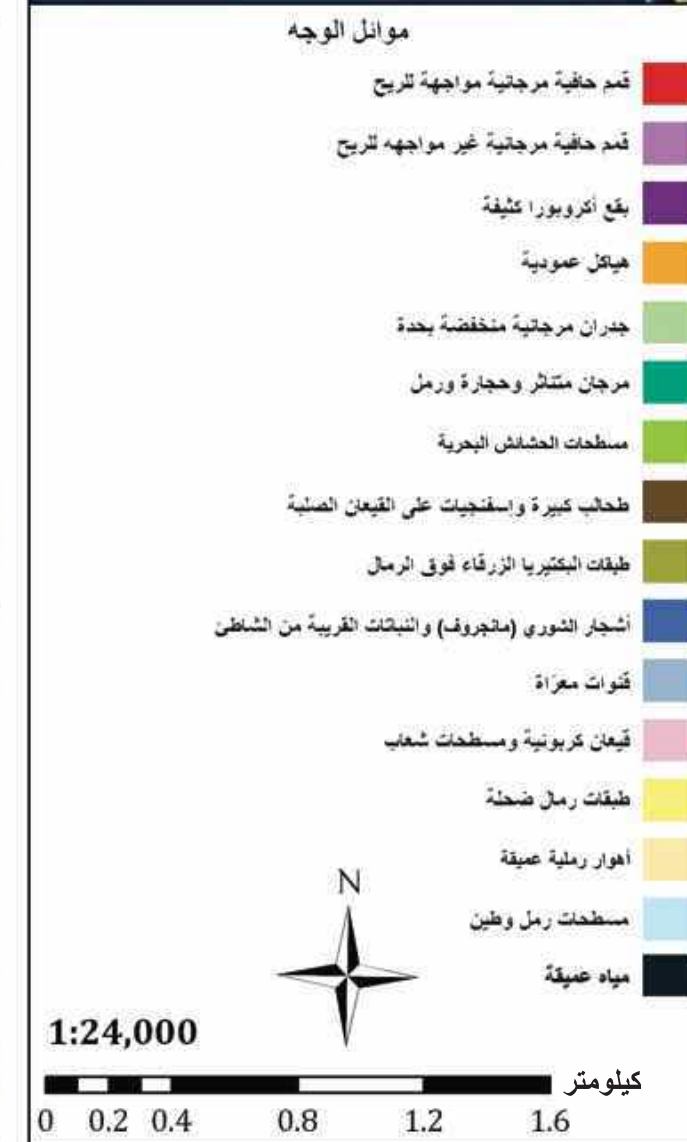 موائل الوجه
قمم حافية مرجانية مواجهة للريح
قمم حافية مرجانية غير مواجهه للريح
بقع أكروبورا كثيفة
هياكل عمودية
جدران مرجانية منخفضة بحدة
مرجان متناثر وحجارة ورمل
مسطحات الحشائش البحرية
طحالب كبيرة وإسفنجيات على القيعان الصلبة
طبقات البكتيريا الزرقاء فوق الرمال
أشجار الشوري (مانجروف) والنباتات القريبة من الشاطئ
قنوات معرّاة
قيعان كربونية ومسطحات شعاب
طبقات رمال ضحلة
أهوار رملية عميقة
مسطحات رمل وطين
مياه عميقة
N
1:24,000
كيلومتر
0 0.2 0.4 0.8 1.2 1.6